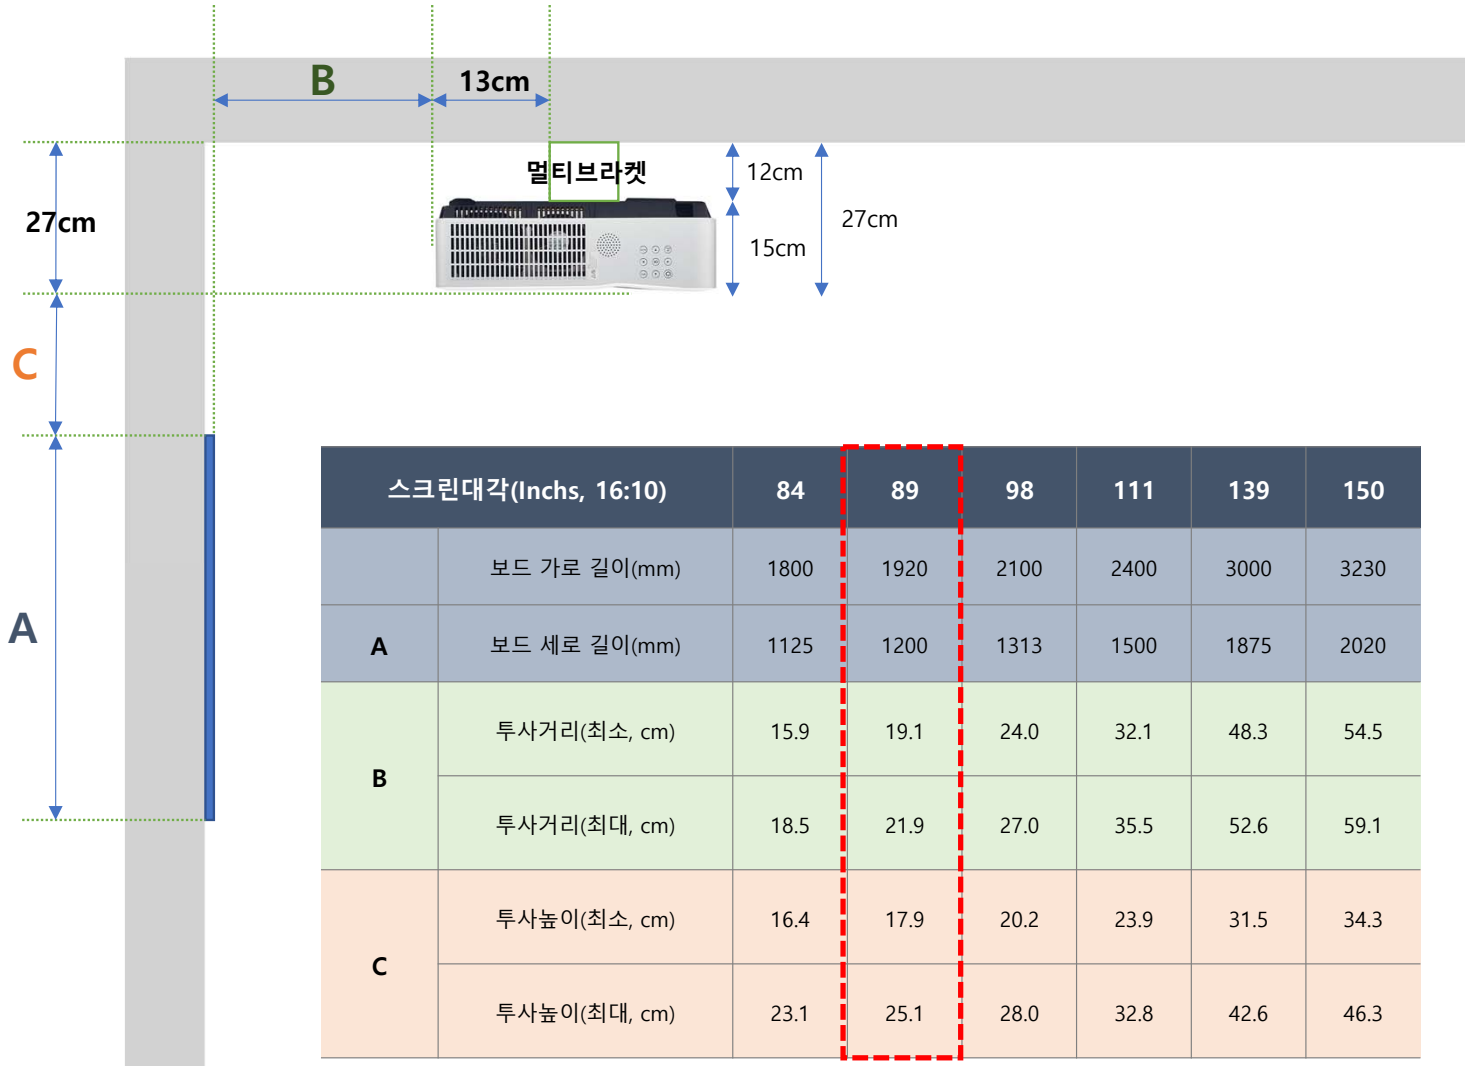 B
13cm
멀티브라켓
12cm
27cm
27cm
15cm
C
A
스크린대각(Inchs, 16:10) 84 89 98 111 139 150
보드 가로 길이(mm) 1800 1920 2100 2400 3000 3230
A 보드 세로 길이(mm) 1125 1200 1313 1500 1875 2020
B
투사거리(최소, cm) 15.9 19.1 24.0 32.1 48.3 54.5
투사거리(최대, cm) 18.5 21.9 27.0 35.5 52.6 59.1
C
투사높이(최소, cm) 16.4 17.9 20.2 23.9 31.5 34.3
투사높이(최대, cm) 23.1 25.1 28.0 32.8 42.6 46.3